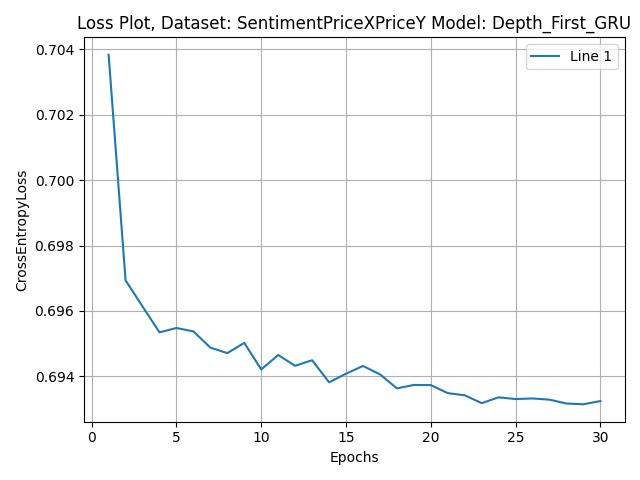 Loss Plot, Dataset: SentimentPriceXPriceY Model: Depth_First_GRU
Line 1
0.704
0.702
0.700
0.698
0.696
0.694
CrossEntropyLoss
0 5 10 15 20 25 30
Epochs